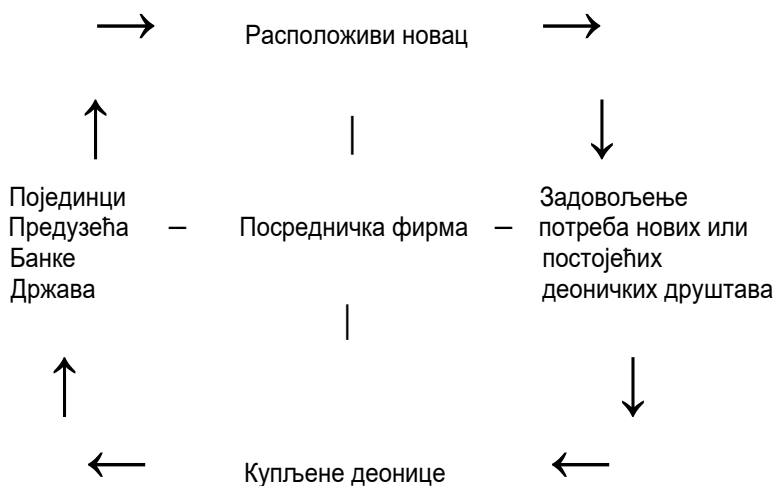 Расположиви новац
Појединци
Предузећа
Банке
Држава
Посредничка фирма
Задовољење
потреба нових или
постојећих
деоничких друштава
Купљене деонице